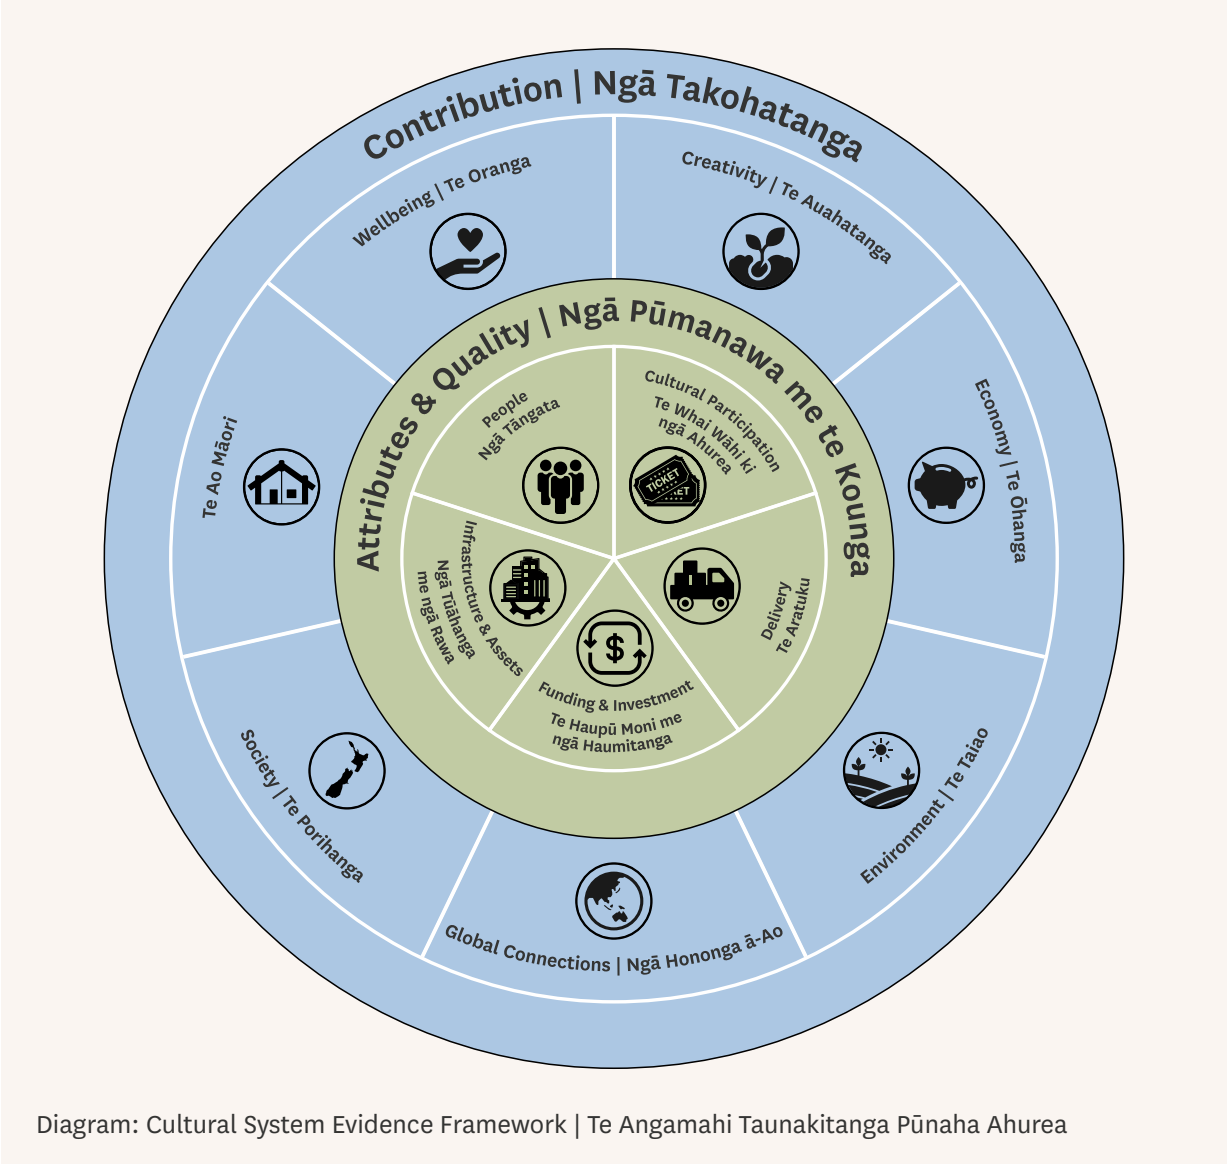 Contribution | Ngā Takohatanga
Wellbeing | Te Oranga
Creativity | Te Auahatanga
Economy | Te Ōhanga
Environment | Te Taiao
Global Connections | Ngā Hononga ā-Ao
Society | Te Porihanga
Te Ao Māori
Attributes & Quality | Ngā Pūmanawa me te Kounga
People
Ngā Tāngata
Cultural Participation
Te Whai Wāhi ki
ngā Ahurea
TICKET
KET
Delivery
Te Aratuku
$
Funding & Investment
Te Haupū Moni me
ngā Haumitanga
Infrastructure & Assets
Ngā Tūāhanga
me ngā Rawa
Diagram: Cultural System Evidence Framework | Te Angamahi Taunakitanga Pūnaha Ahurea